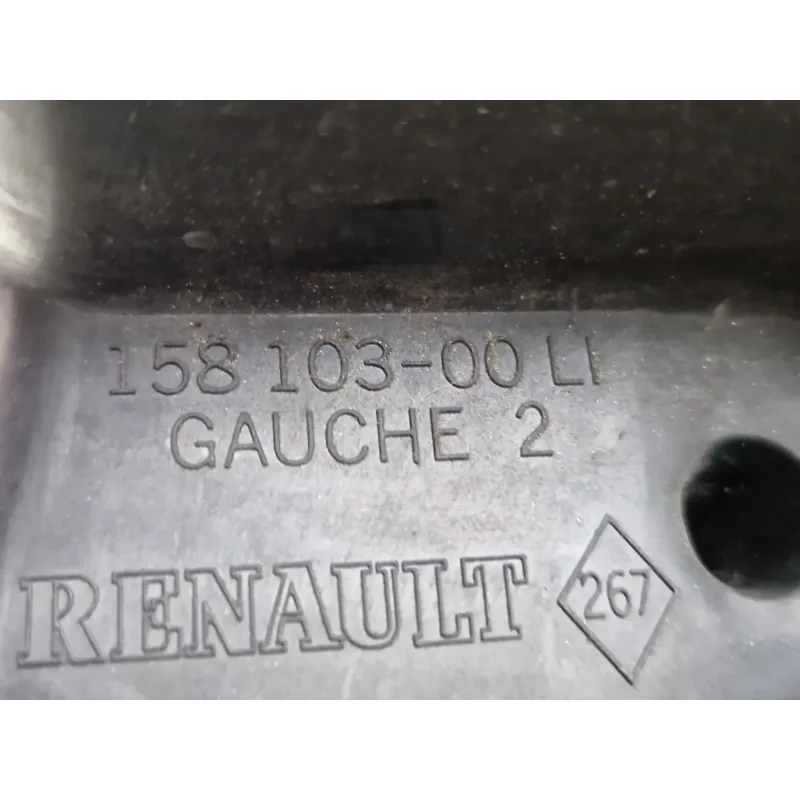 158 103-00 LI
GAUCHE 2
RENAULT 267